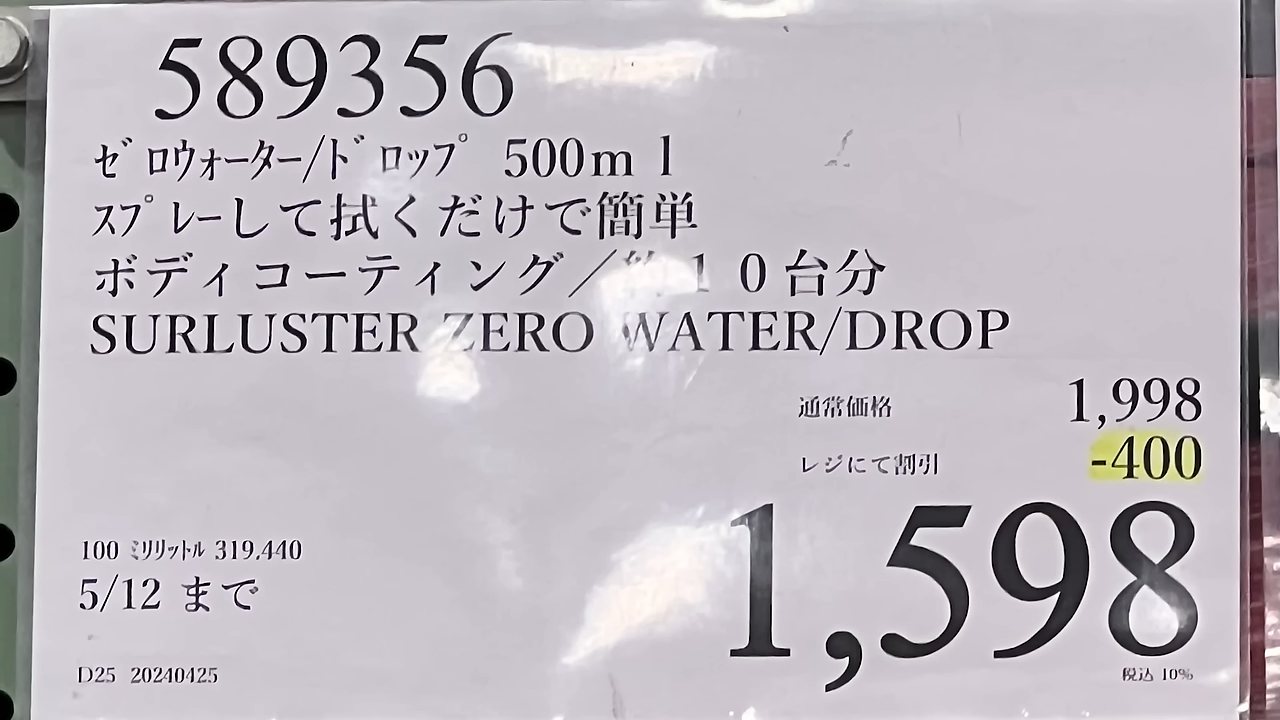 589356
ｾﾞﾛｳｫｰﾀｰ/ﾄﾞﾛｯﾌﾟ 500ｍｌ
ｽﾌﾟﾚｰして拭くだけで簡単
ボディコーティング／約１０台分
SURLUSTER ZERO WATER/DROP
通常価格 1,998
レジにて割引 -400
1,598
100 ﾐﾘﾘｯﾄﾙ 319.440
5/12 まで
D25 20240425
税込 10%